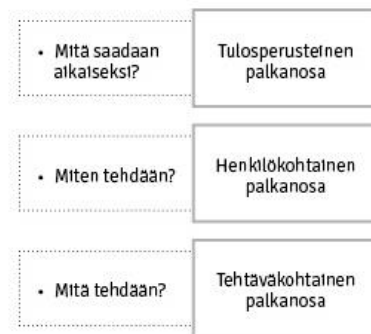 • Mitä saadaan
aikaiseksi?
Tulosperusteinen
palkanosa
• Miten tehdään?
Henkilökohtainen
palkanosa
• Mitä tehdään?
Tehtäväkohtainen
palkanosa